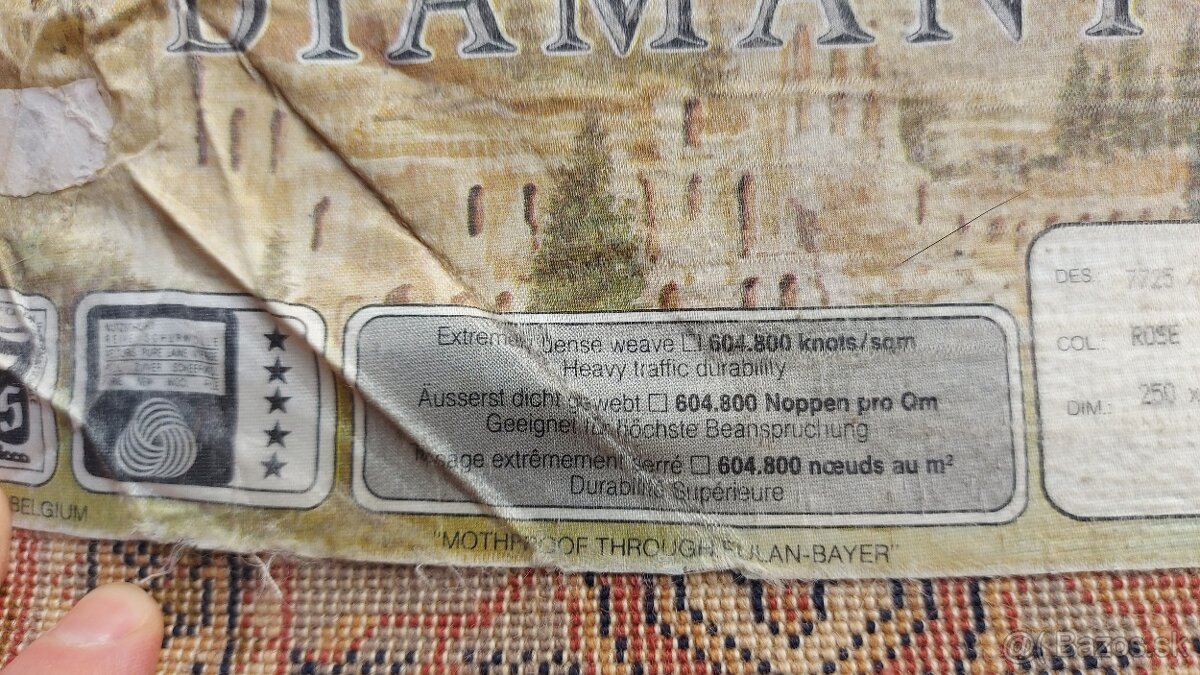 DIAMANT
Extremely dense weave ☐ 604.800 knots/sqm
Heavy traffic durability
Äusserst dicht gewebt ☐ 604.800 Noppen pro Qm
Geeignet für höchste Beanspruchung
extrêmement serré ☐ 604.800 nœuds au m²
Durabilité Supérieure
DES. 7725
COL.: ROSE
DIM.: 250 x
BELGIUM
"MOTHPROOF THROUGH EULAN-BAYER"
Bazos.sk